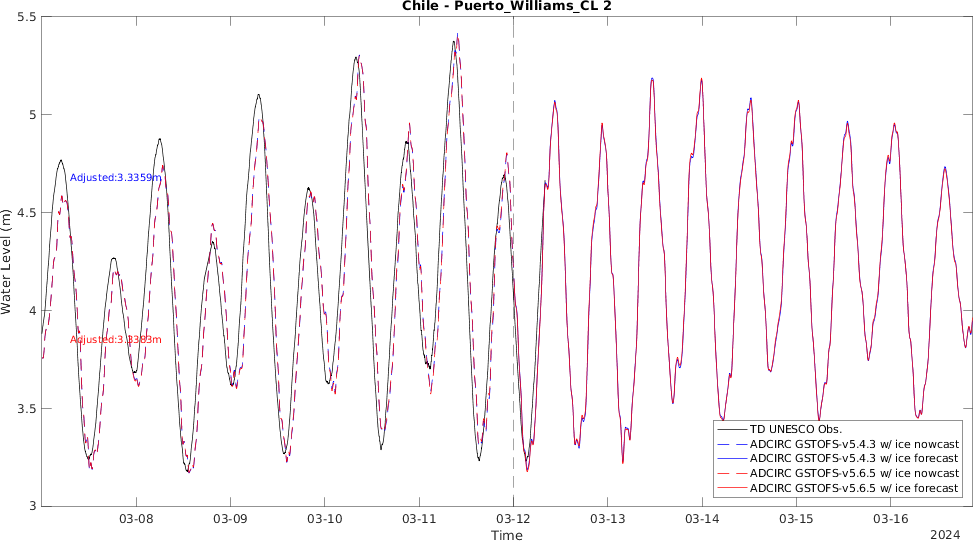 Chile - Puerto_Williams_CL 2
5.5
5
4.5
4
3.5
3
Water Level (m)
Adjusted:3.3359m
Adjusted:3.3383m
TD UNESCO Obs.
ADCIRC GSTOFS-v5.4.3 w/ ice nowcast
ADCIRC GSTOFS-v5.4.3 w/ ice forecast
ADCIRC GSTOFS-v5.6.5 w/ ice nowcast
ADCIRC GSTOFS-v5.6.5 w/ ice forecast
03-08 03-09 03-10 03-11 03-12 03-13 03-14 03-15 03-16
Time
2024